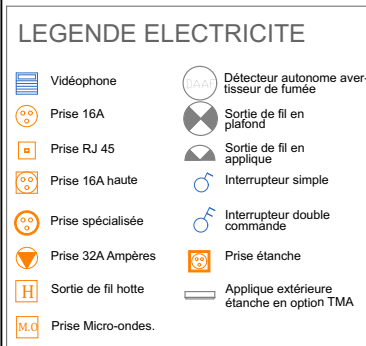 LEGENDE ELECTRICITE
Vidéophone
Prise 16A
Prise RJ 45
Prise 16A haute
Prise spécialisée
Prise 32A Ampères
H
Sortie de fil hotte
M.O
Prise Micro-ondes.
DAAF
Détecteur autonome aver-
tisseur de fumée
Sortie de fil en
plafond
Sortie de fil en
applique
Interrupteur simple
Interrupteur double
commande
Prise étanche
Applique extérieure
étanche en option TMA